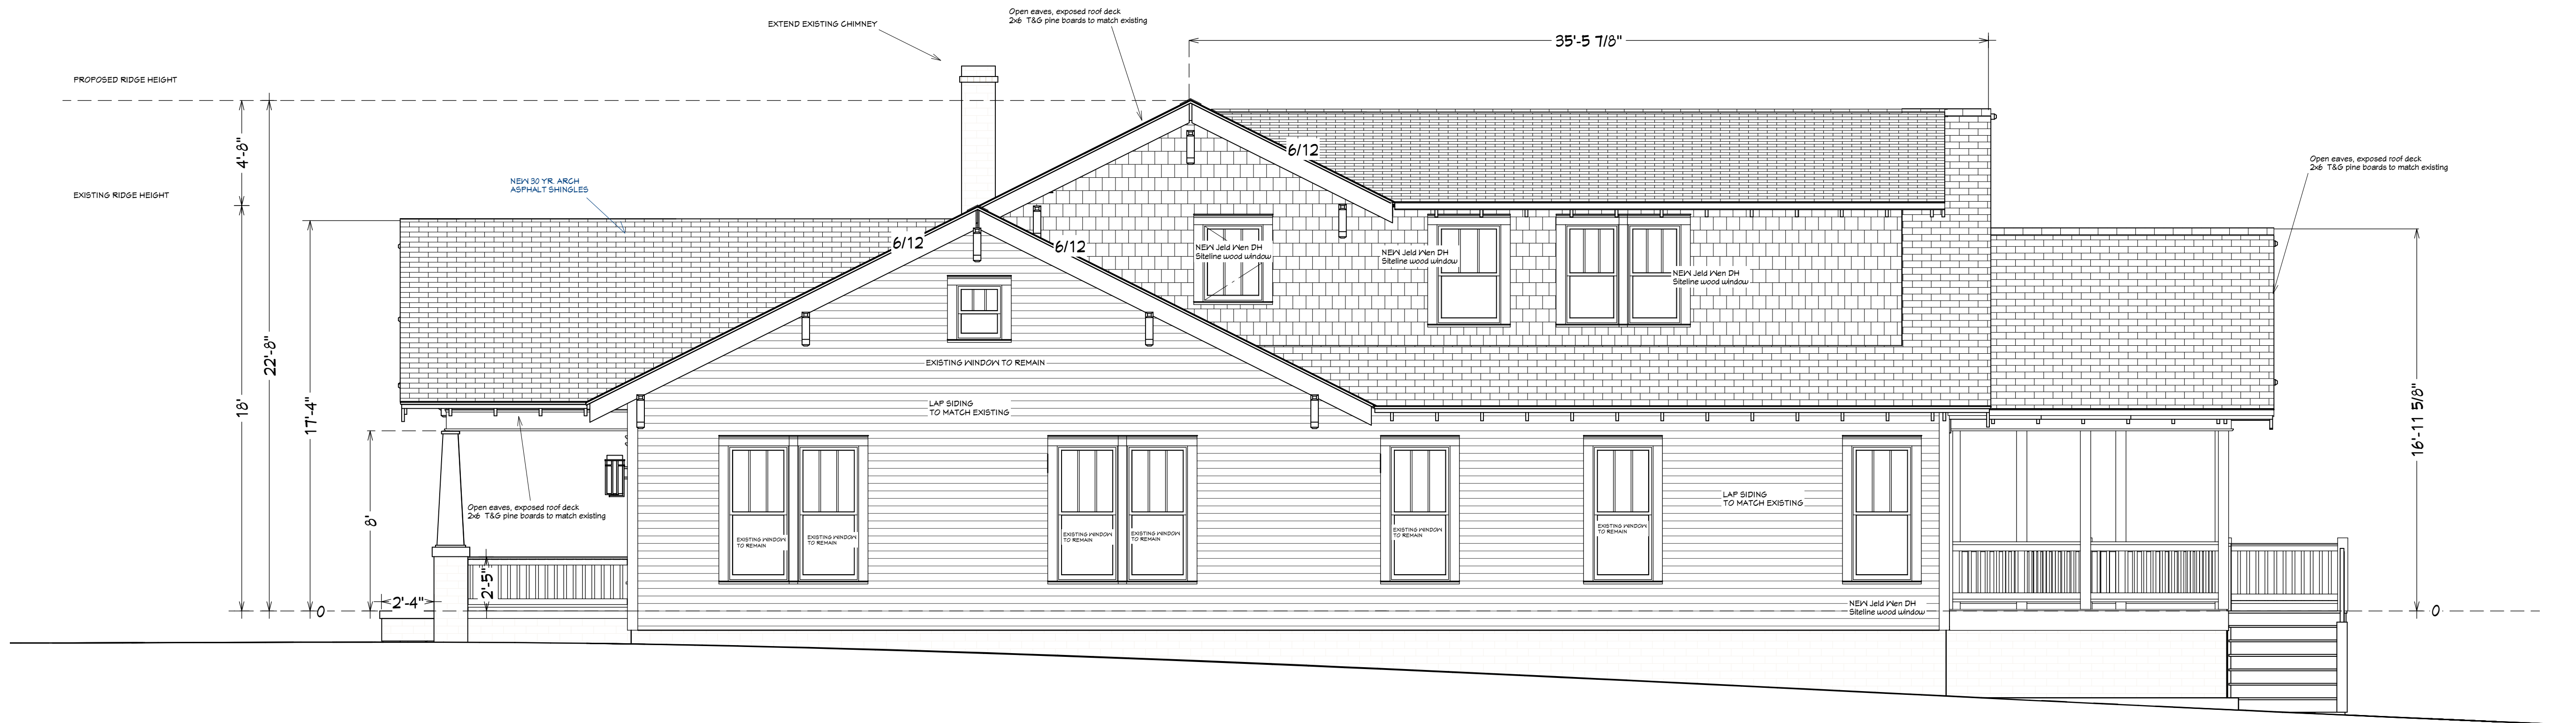 Open eaves, exposed roof deck
2x6 T&G pine boards to match existing
EXTEND EXISTING CHIMNEY
35'-5 7/8"
PROPOSED RIDGE HEIGHT
4'-8"
6/12
Open eaves, exposed roof deck
2x6 T&G pine boards to match existing
NEW 30 YR. ARCH
ASPHALT SHINGLES
EXISTING RIDGE HEIGHT
6/12
6/12
NEW Jeld Wen DH
Siteline wood window
NEW Jeld Wen DH
Siteline wood window
NEW Jeld Wen DH
Siteline wood window
22'-8"
EXISTING WINDOW TO REMAIN
18'
17'-4"
LAP SIDING
TO MATCH EXISTING
16'-11 5/8"
8'
Open eaves, exposed roof deck
2x6 T&G pine boards to match existing
LAP SIDING
TO MATCH EXISTING
EXISTING WINDOW
TO REMAIN
EXISTING WINDOW
TO REMAIN
EXISTING WINDOW
TO REMAIN
EXISTING WINDOW
TO REMAIN
EXISTING WINDOW
TO REMAIN
EXISTING WINDOW
TO REMAIN
2'-5"
2'-4"
0
NEW Jeld Wen DH
Siteline wood window
0